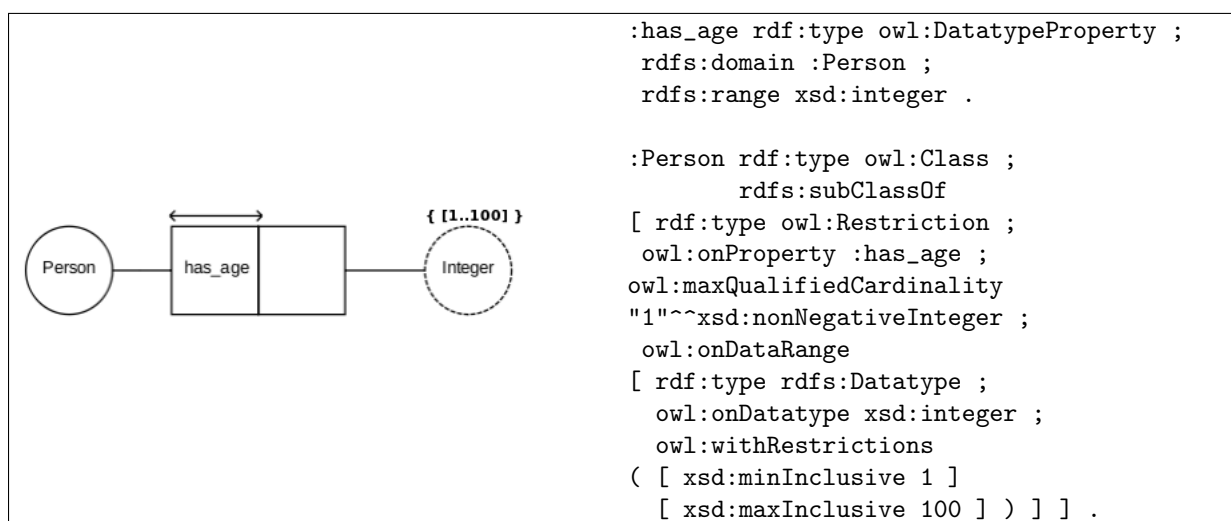 { [1..100] }
Person
has_age
Integer
:has_age rdf:type owl:DatatypeProperty ;
rdfs:domain :Person ;
rdfs:range xsd:integer .
:Person rdf:type owl:Class ;
rdfs:subClassOf
[ rdf:type owl:Restriction ;
owl:onProperty :has_age ;
owl:maxQualifiedCardinality
"1"^^xsd:nonNegativeInteger ;
owl:onDataRange
[ rdf:type rdfs:Datatype ;
owl:onDatatype xsd:integer ;
owl:withRestrictions
( [ xsd:minInclusive 1 ]
[ xsd:maxInclusive 100 ] ) ] ] .